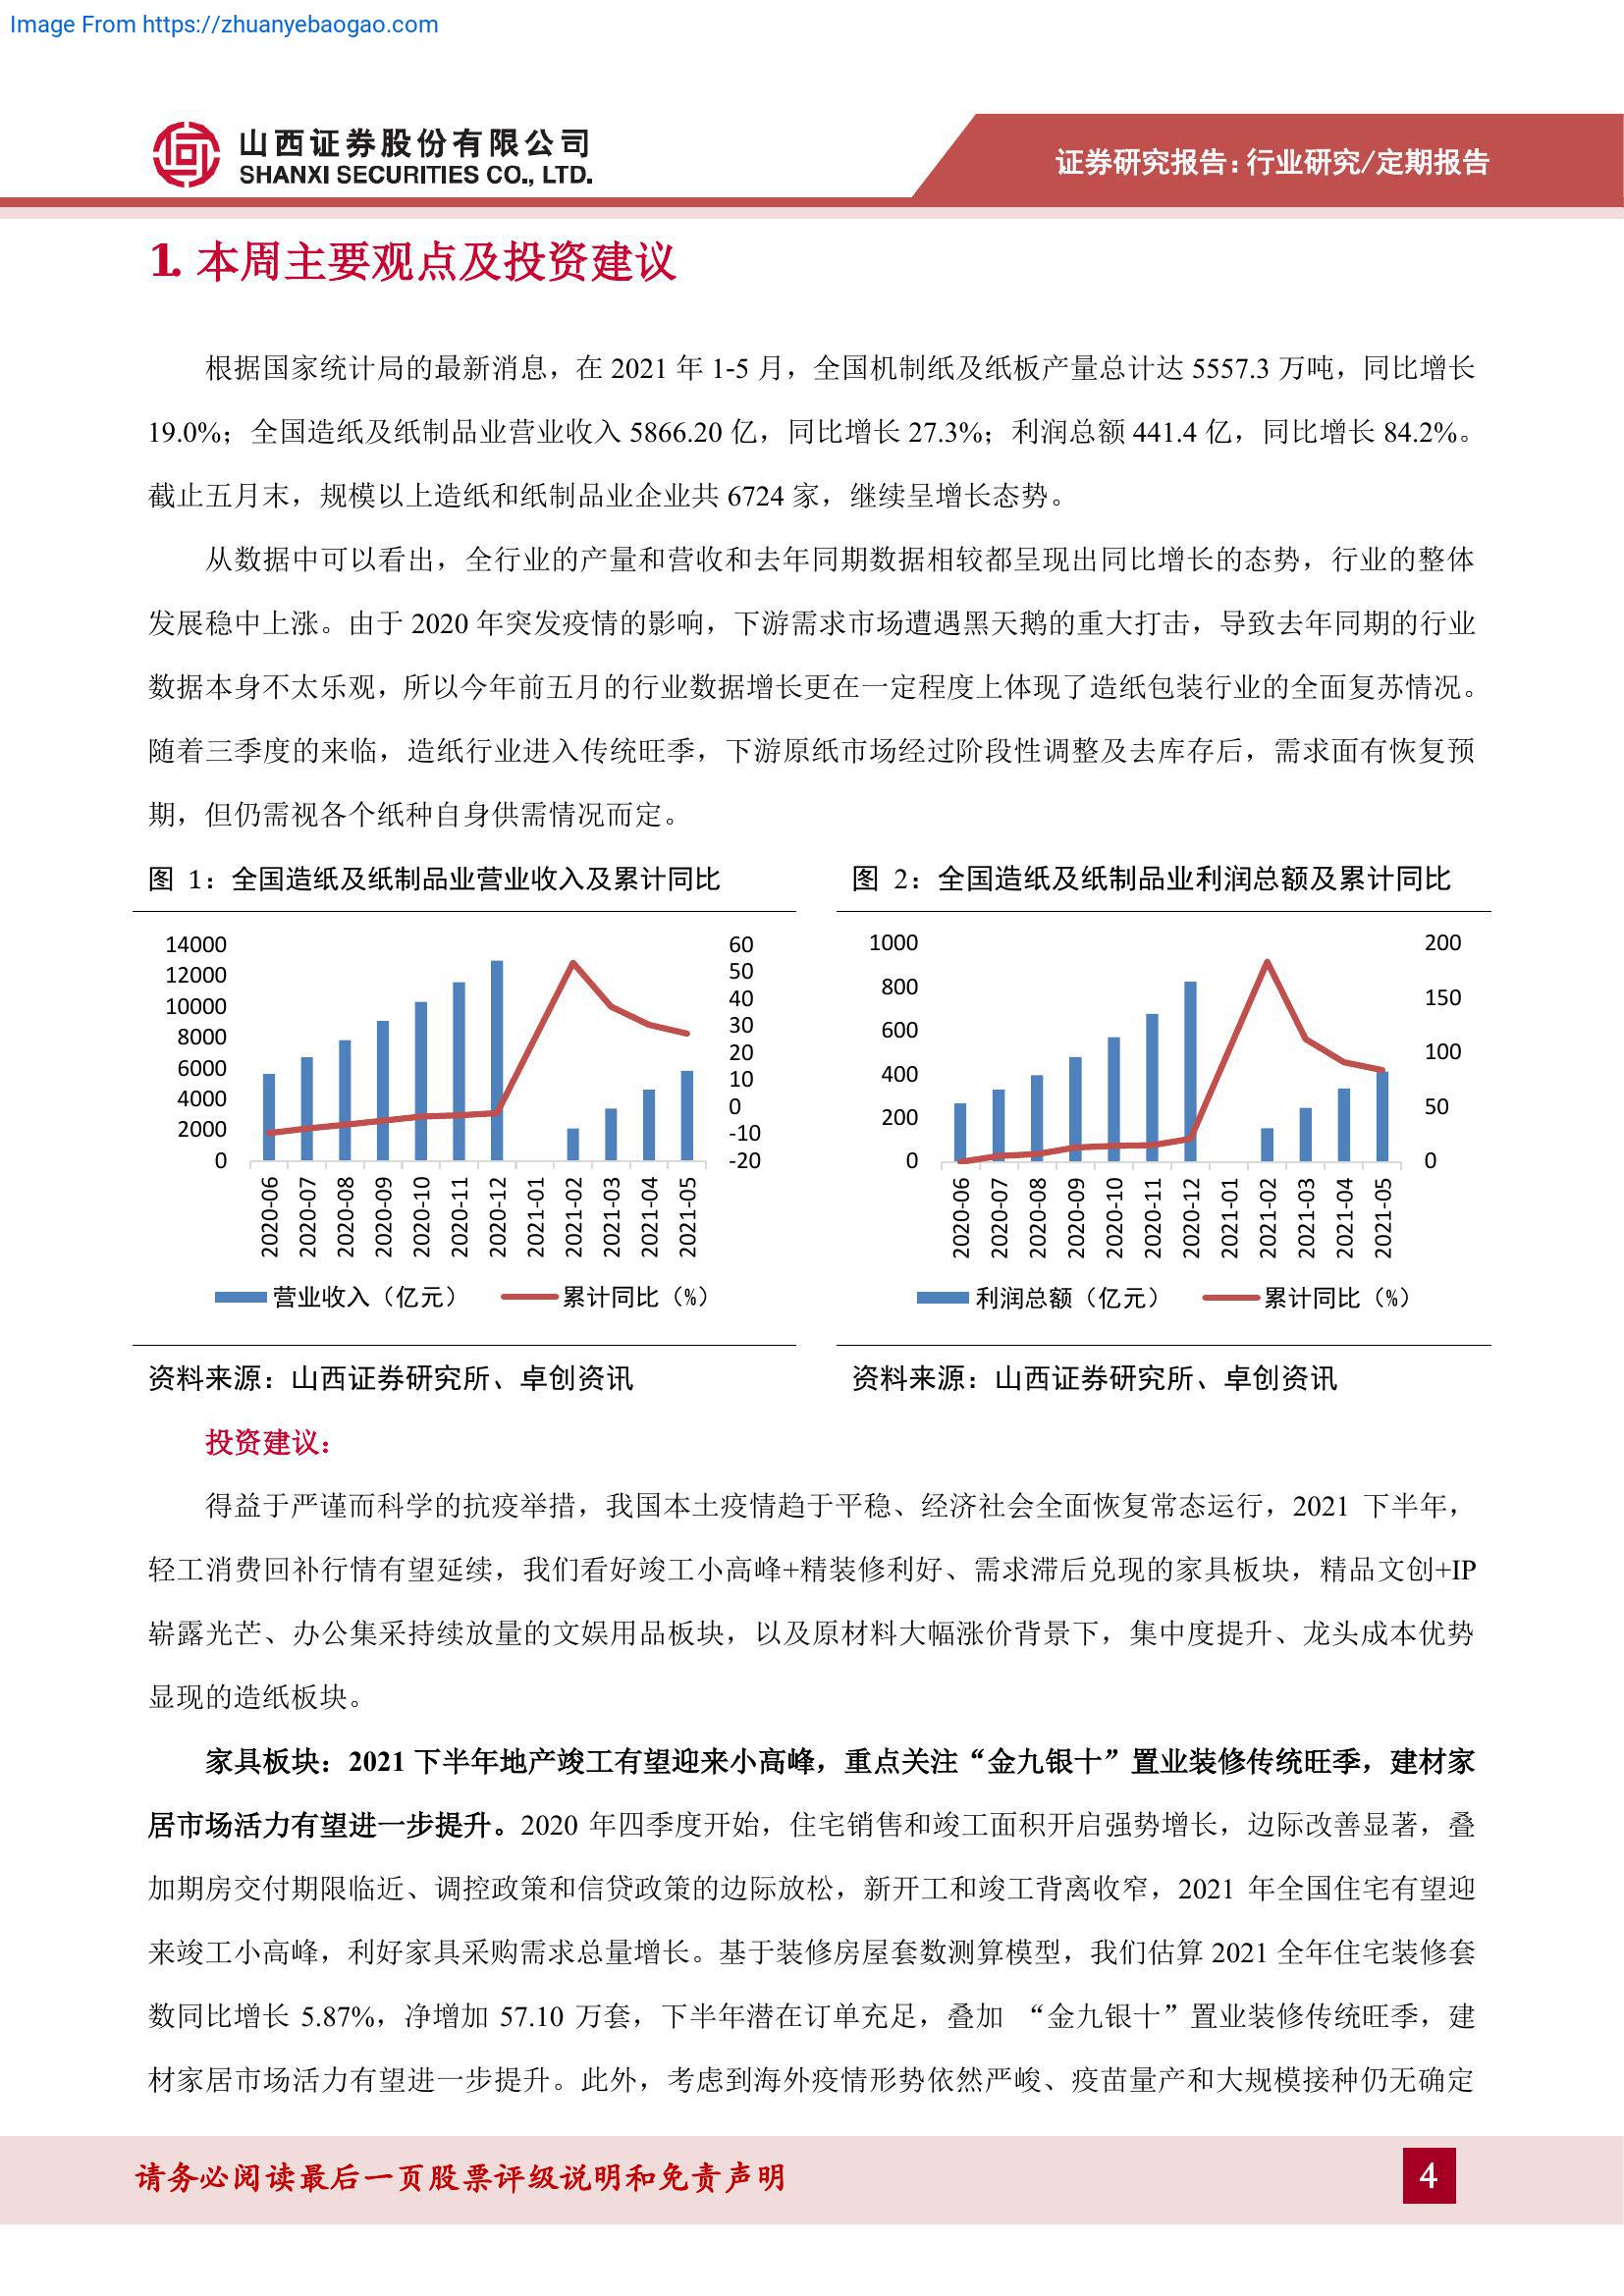 Image From https://zhuanyebaogao.com
山西证券股份有限公司
SHANXI SECURITIES CO., LTD.
证券研究报告：行业研究/定期报告
1. 本周主要观点及投资建议
根据国家统计局的最新消息，在 2021 年 1-5 月，全国机制纸及纸板产量总计达 5557.3 万吨，同比增长
19.0%；全国造纸及纸制品业营业收入 5866.20 亿，同比增长 27.3%；利润总额 441.4 亿，同比增长 84.2%。
截止五月末，规模以上造纸和纸制品业企业共 6724 家，继续呈增长态势。
从数据中可以看出，全行业的产量和营收和去年同期数据相较都呈现出同比增长的态势，行业的整体
发展稳中上涨。由于 2020 年突发疫情的影响，下游需求市场遭遇黑天鹅的重大打击，导致去年同期的行业
数据本身不太乐观，所以今年前五月的行业数据增长更在一定程度上体现了造纸包装行业的全面复苏情况。
随着三季度的来临，造纸行业进入传统旺季，下游原纸市场经过阶段性调整及去库存后，需求面有恢复预
期，但仍需视各个纸种自身供需情况而定。
图 1：全国造纸及纸制品业营业收入及累计同比
14000
12000
10000
8000
6000
4000
2000
0
60
50
40
30
20
10
0
-10
-20
2020-06
2020-07
2020-08
2020-09
2020-10
2020-11
2020-12
2021-01
2021-02
2021-03
2021-04
2021-05
营业收入（亿元）
累计同比（%）
资料来源：山西证券研究所、卓创资讯
图 2：全国造纸及纸制品业利润总额及累计同比
1000
800
600
400
200
0
200
150
100
50
0
2020-06
2020-07
2020-08
2020-09
2020-10
2020-11
2020-12
2021-01
2021-02
2021-03
2021-04
2021-05
利润总额（亿元）
累计同比（%）
资料来源：山西证券研究所、卓创资讯
投资建议：
得益于严谨而科学的抗疫举措，我国本土疫情趋于平稳、经济社会全面恢复常态运行，2021 下半年，
轻工消费回补行情有望延续，我们看好竣工小高峰+精装修利好、需求滞后兑现的家具板块，精品文创+IP
崭露光芒、办公集采持续放量的文娱用品板块，以及原材料大幅涨价背景下，集中度提升、龙头成本优势
显现的造纸板块。
家具板块：2021 下半年地产竣工有望迎来小高峰，重点关注“金九银十”置业装修传统旺季，建材家
居市场活力有望进一步提升。2020 年四季度开始，住宅销售和竣工面积开启强势增长，边际改善显著，叠
加期房交付期限临近、调控政策和信贷政策的边际放松，新开工和竣工背离收窄，2021 年全国住宅有望迎
来竣工小高峰，利好家具采购需求总量增长。基于装修房屋套数测算模型，我们估算 2021 全年住宅装修套
数同比增长 5.87%，净增加 57.10 万套，下半年潜在订单充足，叠加 “金九银十”置业装修传统旺季，建
材家居市场活力有望进一步提升。此外，考虑到海外疫情形势依然严峻、疫苗量产和大规模接种仍无确定
请务必阅读最后一页股票评级说明和免责声明
4